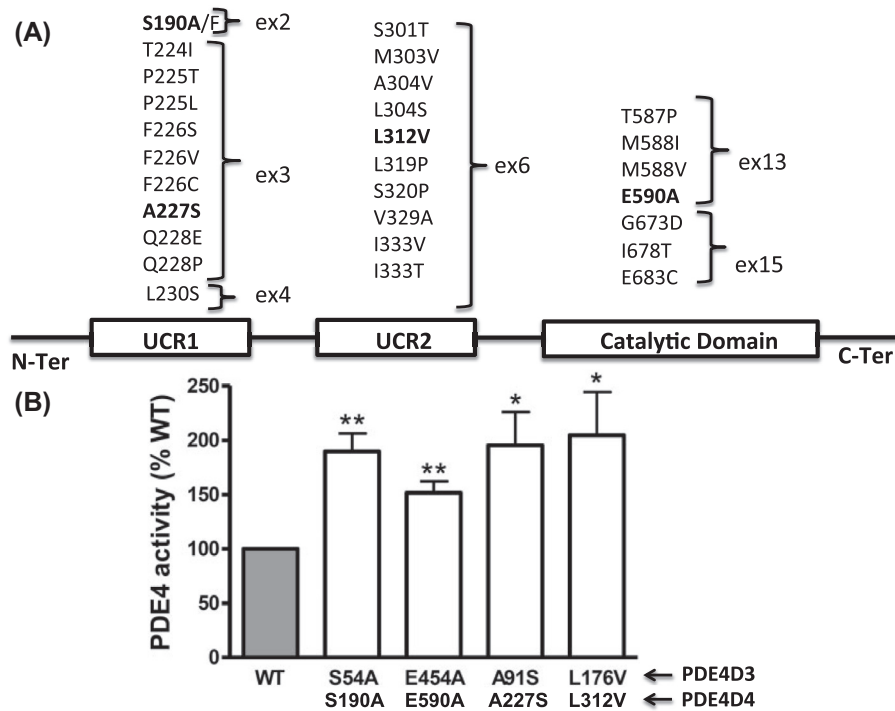 (A)
S190A/F ex2
T224I
P225T
P225L
F226S
F226V
F226C
A227S
Q228E
Q228P
ex3
L230S ex4
S301T
M303V
A304V
L304S
L312V
L319P
S320P
V329A
I333V
I333T
ex6
T587P
M588I
M588V
E590A
ex13
G673D
I678T
E683C
ex15
N-Ter UCR1 UCR2 Catalytic Domain C-Ter
(B)
PDE4 activity (% WT)
250
200
150
100
50
0
** ** * *
WT S54A E454A A91S L176V ← PDE4D3
S190A E590A A227S L312V ← PDE4D4